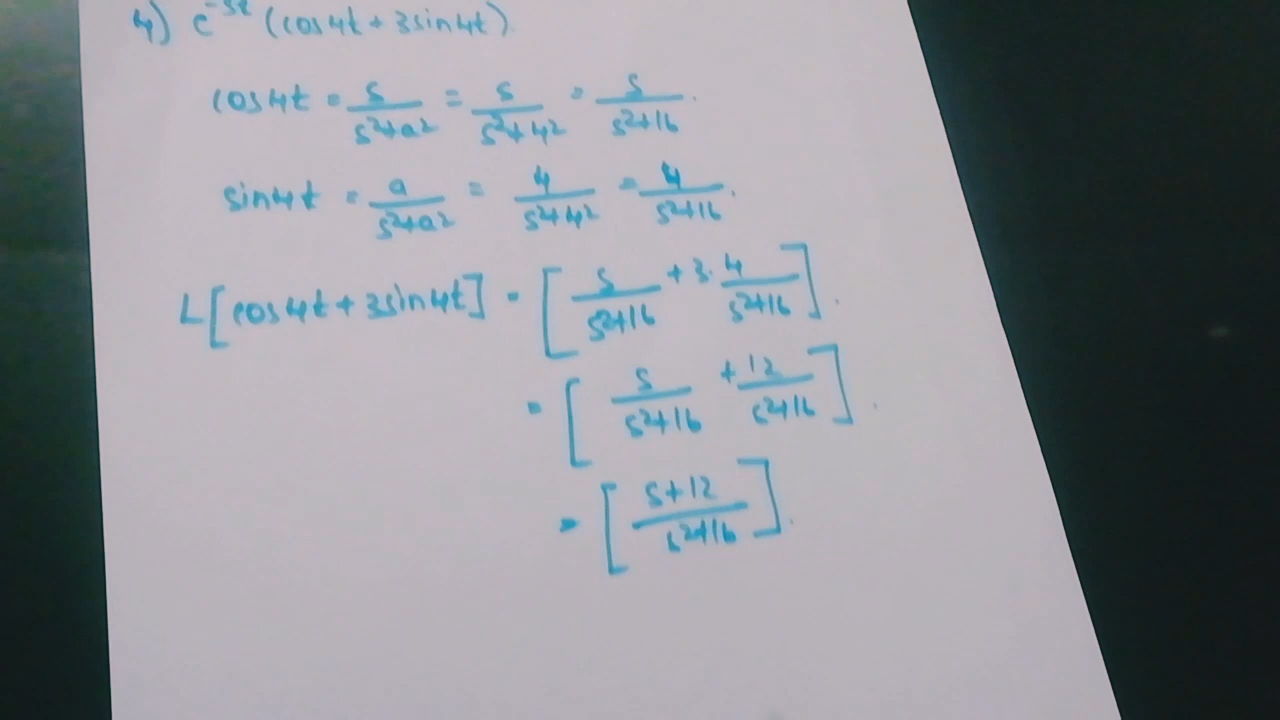 4) e^-5t (cos4t + 3sin4t)
cos4t = s/(s²+a²) = s/(s²+4²) = s/(s²+16).
sin4t = a/(s²+a²) = 4/(s²+4²) = 4/(s²+16).
L[cos4t + 3sin4t] = [s/(s²+16) + 3·4/(s²+16)].
= [s/(s²+16) + 12/(s²+16)].
= [(s+12)/(s²+16)].